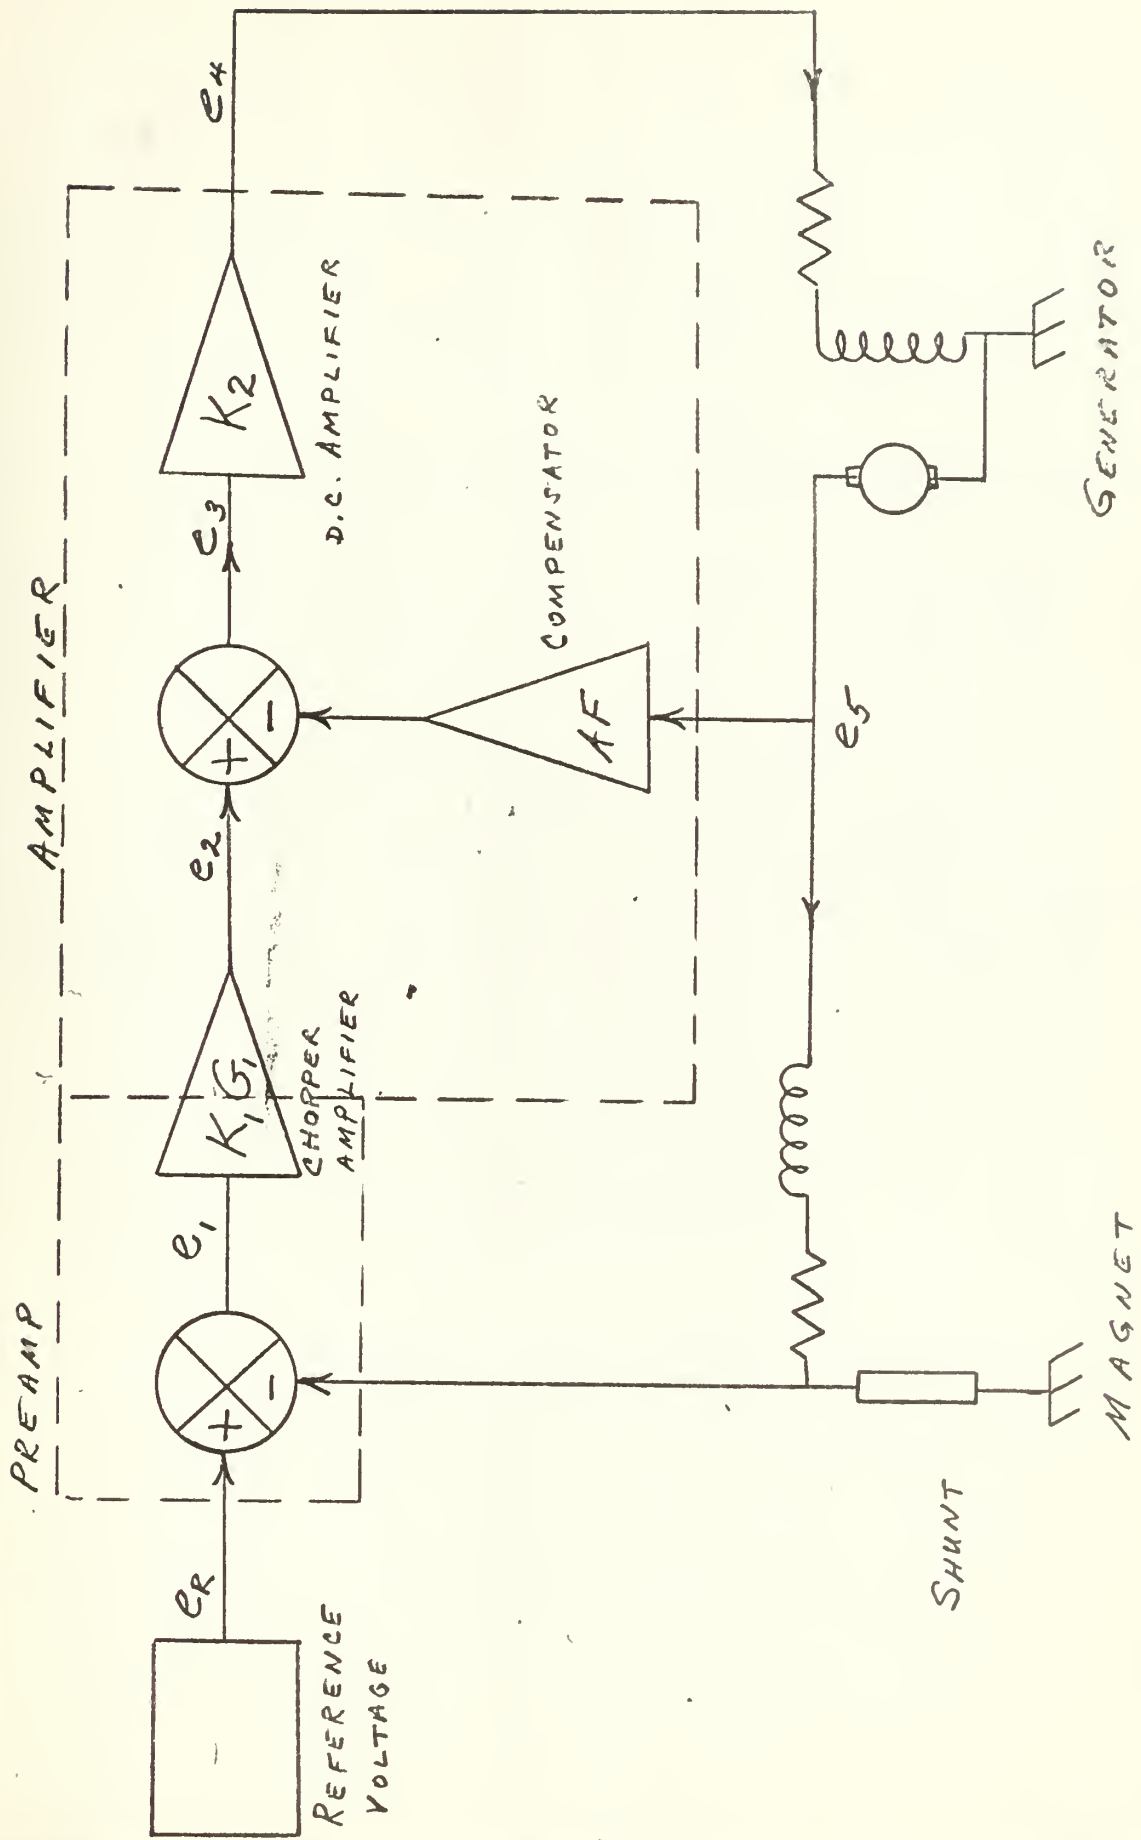 PREAMP
AMPLIFIER
REFERENCE
VOLTAGE
eR
+
-
e1
K1G1
CHOPPER
AMPLIFIER
e2
+
-
e3
K2
D.C. AMPLIFIER
e4
AF
COMPENSATOR
e5
SHUNT
MAGNET
GENERATOR